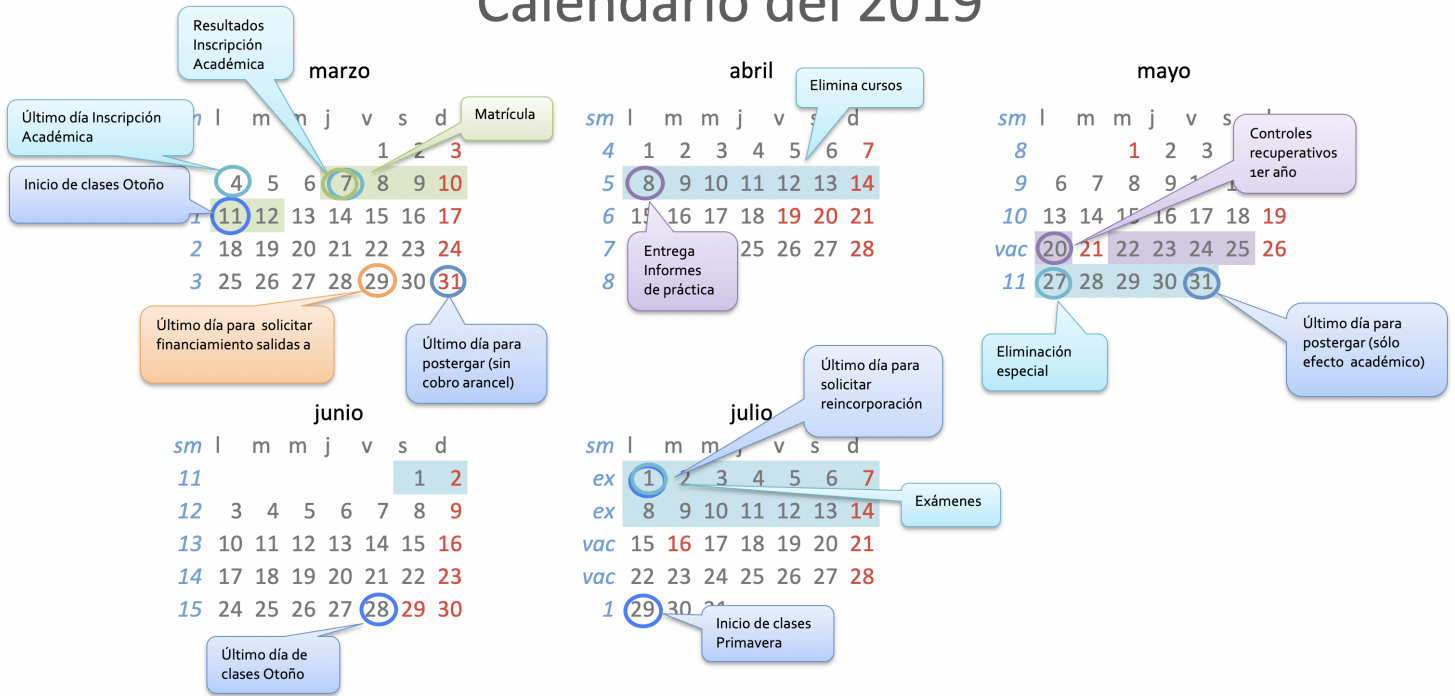 Calendario del 2019
Resultados
Inscripción
Académica
Último día Inscripción
Académica
Inicio de clases Otoño
Matrícula
marzo
l m m j v s d
1 2 3
4 5 6 7 8 9 10
1 11 12 13 14 15 16 17
2 18 19 20 21 22 23 24
3 25 26 27 28 29 30 31
Último día para solicitar
financiamiento salidas a
Último día para
postergar (sin
cobro arancel)
abril
Elimina cursos
sm l m m j v s d
4 1 2 3 4 5 6 7
5 8 9 10 11 12 13 14
6 15 16 17 18 19 20 21
7 25 26 27 28
8
Entrega
Informes
de práctica
mayo
Controles
recuperativos
1er año
sm l m m j v s
8 1 2 3
9 6 7 8 9
10 13 14 15 16 17 18 19
vac 20 21 22 23 24 25 26
11 27 28 29 30 31
Eliminación
especial
Último día para
postergar (sólo
efecto académico)
junio
sm l m m j v s d
11 1 2
12 3 4 5 6 7 8 9
13 10 11 12 13 14 15 16
14 17 18 19 20 21 22 23
15 24 25 26 27 28 29 30
Último día de
clases Otoño
julio
Último día para
solicitar
reincorporación
sm l m m j v s d
ex 1 2 3 4 5 6 7
ex 8 9 10 11 12 13 14
vac 15 16 17 18 19 20 21
vac 22 23 24 25 26 27 28
1 29 30 31
Exámenes
Inicio de clases
Primavera